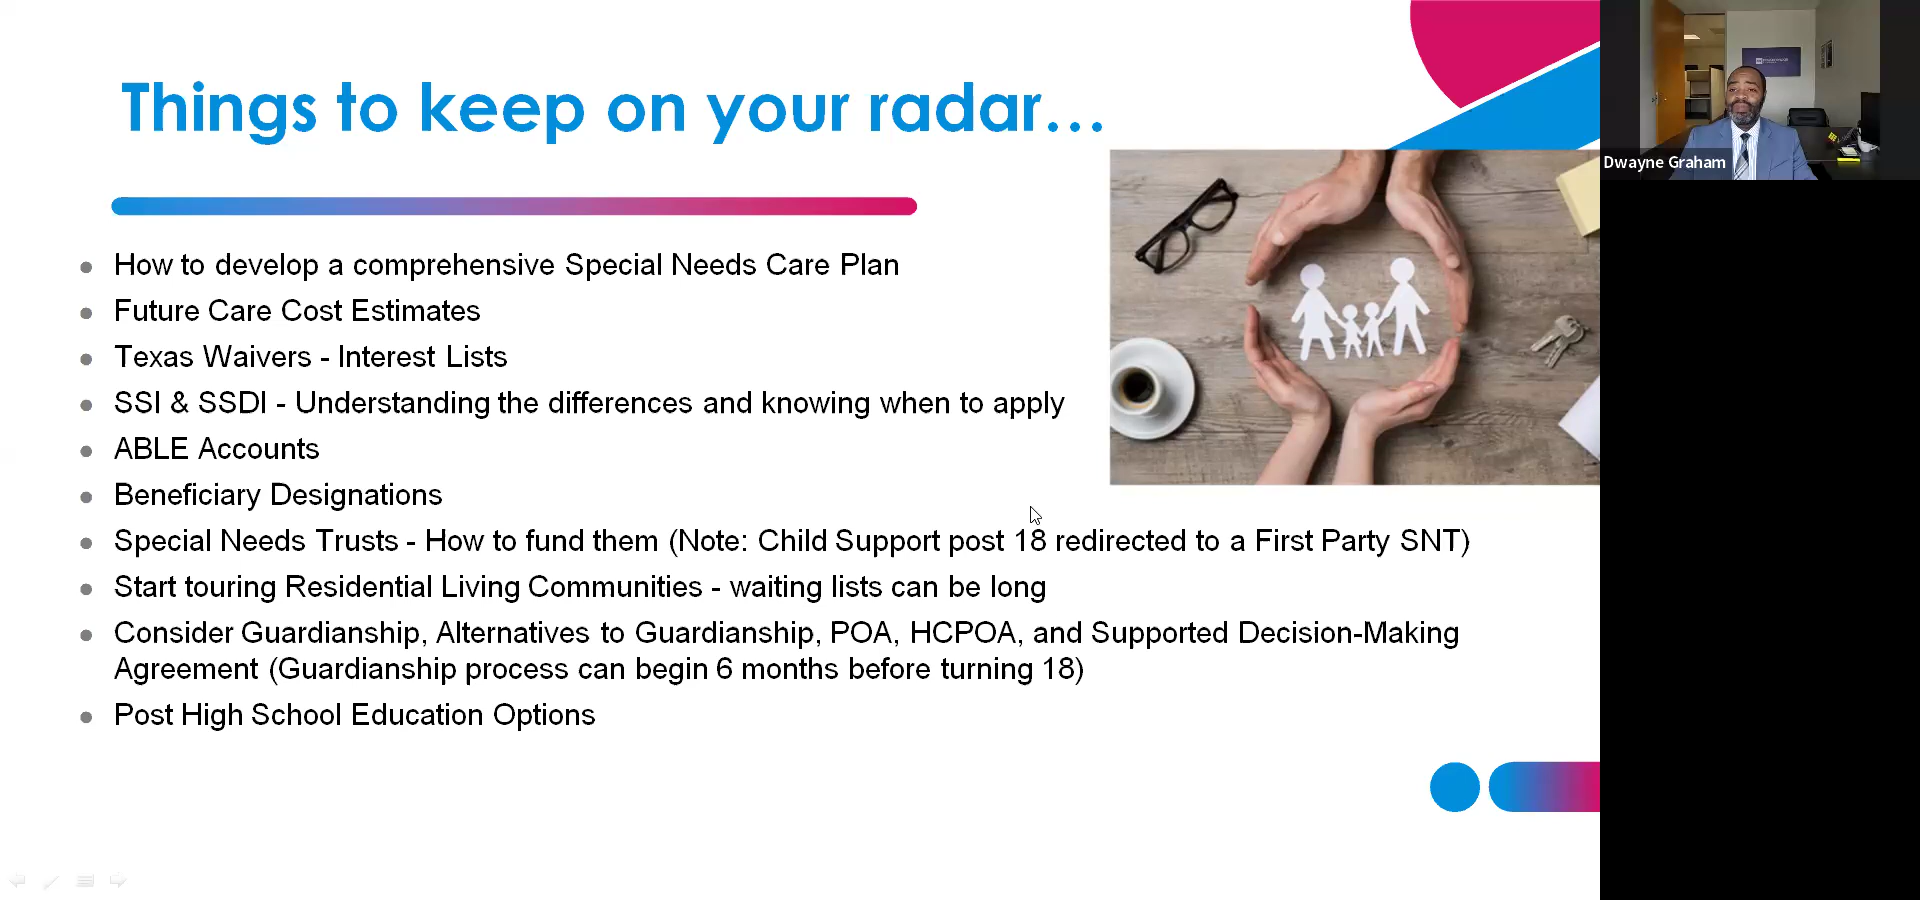 Things to keep on your radar...
How to develop a comprehensive Special Needs Care Plan
Future Care Cost Estimates
Texas Waivers - Interest Lists
SSI & SSDI - Understanding the differences and knowing when to apply
ABLE Accounts
Beneficiary Designations
Special Needs Trusts - How to fund them (Note: Child Support post 18 redirected to a First Party SNT)
Start touring Residential Living Communities - waiting lists can be long
Consider Guardianship, Alternatives to Guardianship, POA, HCPOA, and Supported Decision-Making
Agreement (Guardianship process can begin 6 months before turning 18)
Post High School Education Options
Dwayne Graham